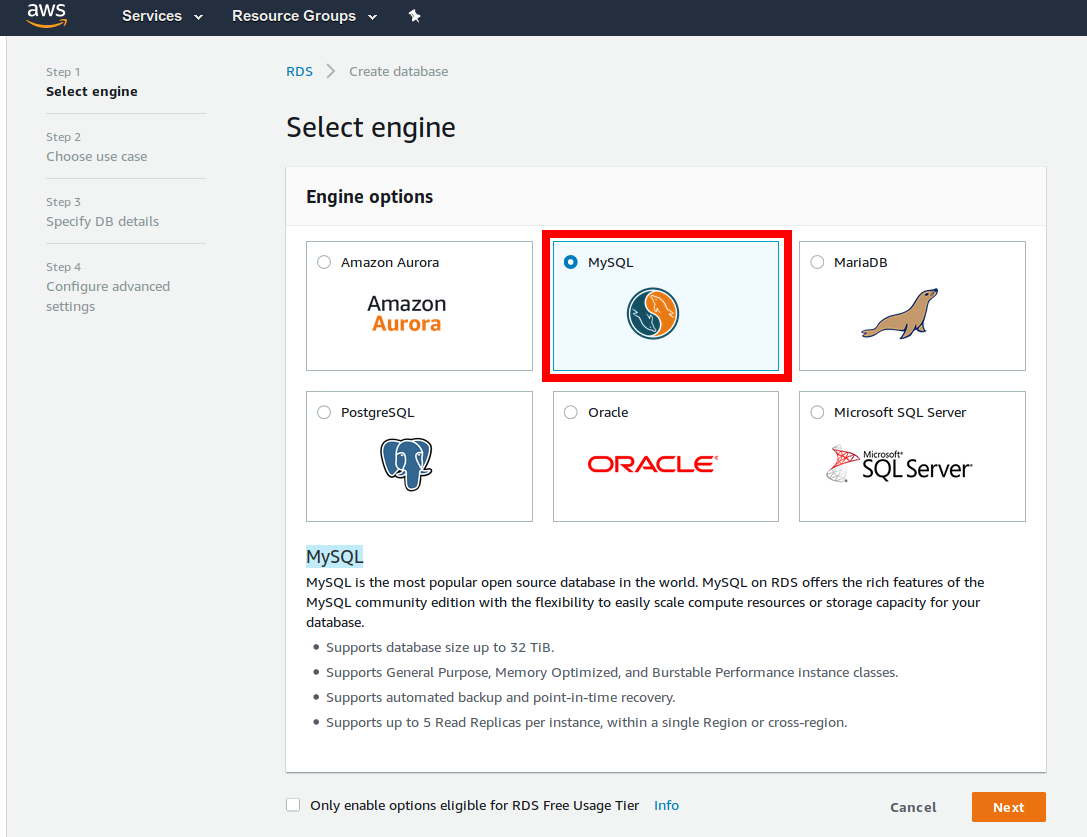 aws
Services
Resource Groups
Step 1
Select engine
Step 2
Choose use case
Step 3
Specify DB details
Step 4
Configure advanced
settings
RDS
Create database
Select engine
Engine options
Amazon Aurora
Amazon
Aurora
MySQL
MariaDB
PostgreSQL
Oracle
ORACLE®
Microsoft SQL Server
Microsoft®
SQL Server®
MySQL
MySQL is the most popular open source database in the world. MySQL on RDS offers the rich features of the
MySQL community edition with the flexibility to easily scale compute resources or storage capacity for your
database.
• Supports database size up to 32 TiB.
• Supports General Purpose, Memory Optimized, and Burstable Performance instance classes.
• Supports automated backup and point-in-time recovery.
• Supports up to 5 Read Replicas per instance, within a single Region or cross-region.
Only enable options eligible for RDS Free Usage Tier
Info
Cancel
Next